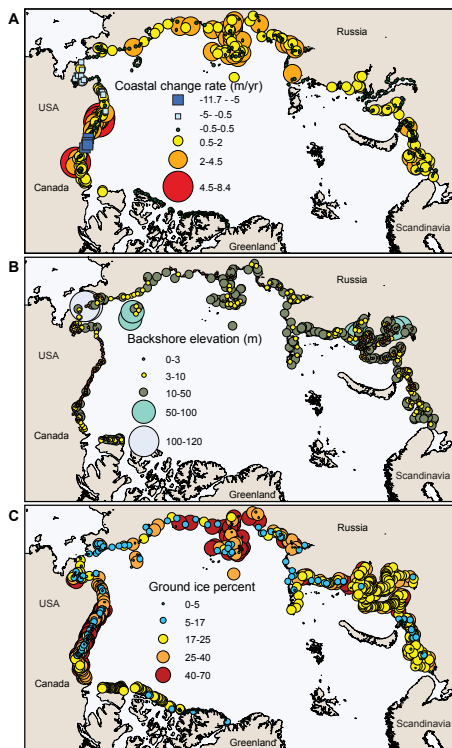 A
Russia
Coastal change rate (m/yr)
-11.7 - -5
-5- -0.5
-0.5-0.5
0.5-2
2-4.5
4.5-8.4
USA
Canada
Greenland
Scandinavia
B
Russia
Backshore elevation (m)
0-3
3-10
10-50
50-100
100-120
USA
Canada
Greenland
Scandinavia
C
Russia
Ground ice percent
0-5
5-17
17-25
25-40
40-70
USA
Canada
Greenland
Scandinavia